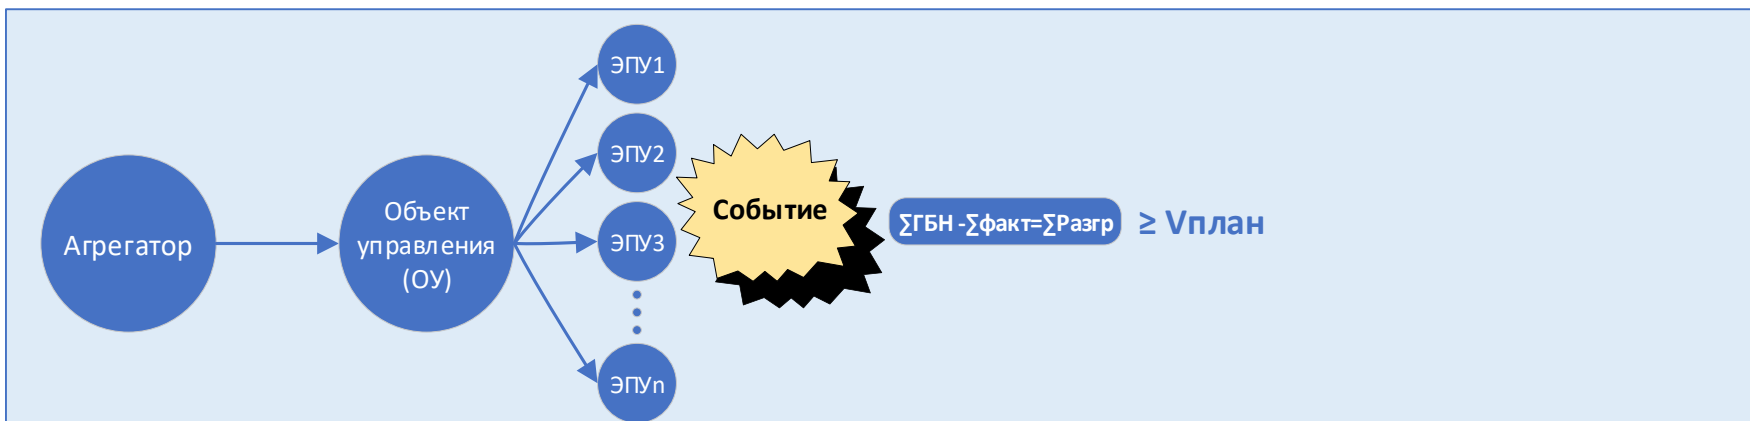 Агрегатор
Объект
управления
(ОУ)
ЭПУ1
ЭПУ2
ЭПУ3
ЭПУn
Событие
∑ГБН -∑факт=∑Разгр
≥ Vплан